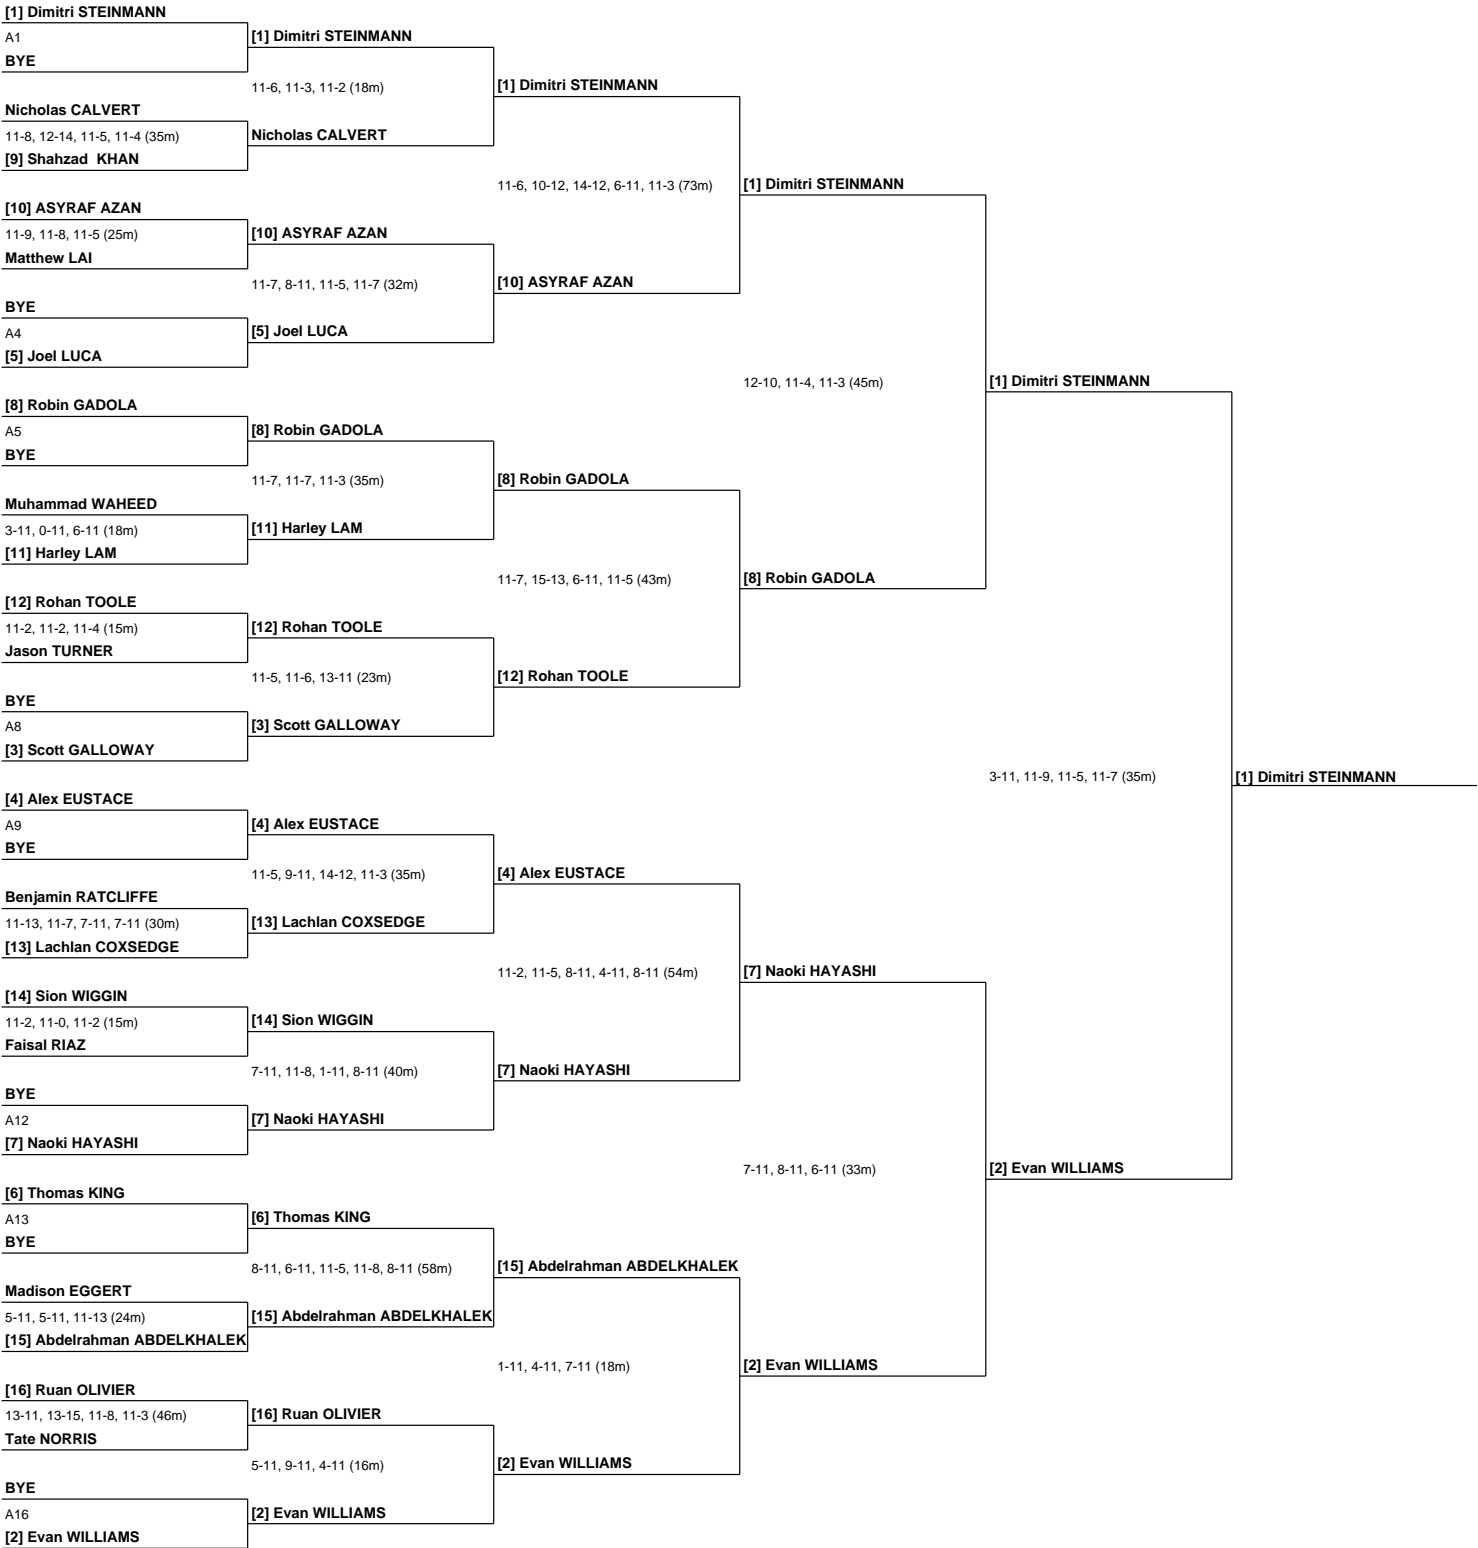 [1] Dimitri STEINMANN
A1
BYE
Nicholas CALVERT
11-8, 12-14, 11-5, 11-4 (35m)
[9] Shahzad  KHAN
[10] ASYRAF AZAN
11-9, 11-8, 11-5 (25m)
Matthew LAI
BYE
A4
[5] Joel LUCA
[8] Robin GADOLA
A5
BYE
Muhammad WAHEED
3-11, 0-11, 6-11 (18m)
[11] Harley LAM
[12] Rohan TOOLE
11-2, 11-2, 11-4 (15m)
Jason TURNER
BYE
A8
[3] Scott GALLOWAY
[4] Alex EUSTACE
A9
BYE
Benjamin RATCLIFFE
11-13, 11-7, 7-11, 7-11 (30m)
[13] Lachlan COXSEDGE
[14] Sion WIGGIN
11-2, 11-0, 11-2 (15m)
Faisal RIAZ
BYE
A12
[7] Naoki HAYASHI
[6] Thomas KING
A13
BYE
Madison EGGERT
5-11, 5-11, 11-13 (24m)
[15] Abdelrahman ABDELKHALEK
[16] Ruan OLIVIER
13-11, 13-15, 11-8, 11-3 (46m)
Tate NORRIS
BYE
A16
[2] Evan WILLIAMS
[1] Dimitri STEINMANN
11-6, 11-3, 11-2 (18m)
Nicholas CALVERT
[10] ASYRAF AZAN
11-7, 8-11, 11-5, 11-7 (32m)
[5] Joel LUCA
[8] Robin GADOLA
11-7, 11-7, 11-3 (35m)
[11] Harley LAM
[12] Rohan TOOLE
11-5, 11-6, 13-11 (23m)
[3] Scott GALLOWAY
[4] Alex EUSTACE
11-5, 9-11, 14-12, 11-3 (35m)
[13] Lachlan COXSEDGE
[14] Sion WIGGIN
7-11, 11-8, 1-11, 8-11 (40m)
[7] Naoki HAYASHI
[6] Thomas KING
8-11, 6-11, 11-5, 11-8, 8-11 (58m)
[15] Abdelrahman ABDELKHALEK
[16] Ruan OLIVIER
5-11, 9-11, 4-11 (16m)
[2] Evan WILLIAMS
[1] Dimitri STEINMANN
11-6, 10-12, 14-12, 6-11, 11-3 (73m)
[10] ASYRAF AZAN
[8] Robin GADOLA
11-7, 15-13, 6-11, 11-5 (43m)
[12] Rohan TOOLE
[4] Alex EUSTACE
11-2, 11-5, 8-11, 4-11, 8-11 (54m)
[7] Naoki HAYASHI
[15] Abdelrahman ABDELKHALEK
1-11, 4-11, 7-11 (18m)
[2] Evan WILLIAMS
[1] Dimitri STEINMANN
12-10, 11-4, 11-3 (45m)
[8] Robin GADOLA
[7] Naoki HAYASHI
7-11, 8-11, 6-11 (33m)
[2] Evan WILLIAMS
[1] Dimitri STEINMANN
3-11, 11-9, 11-5, 11-7 (35m)
[2] Evan WILLIAMS
[1] Dimitri STEINMANN